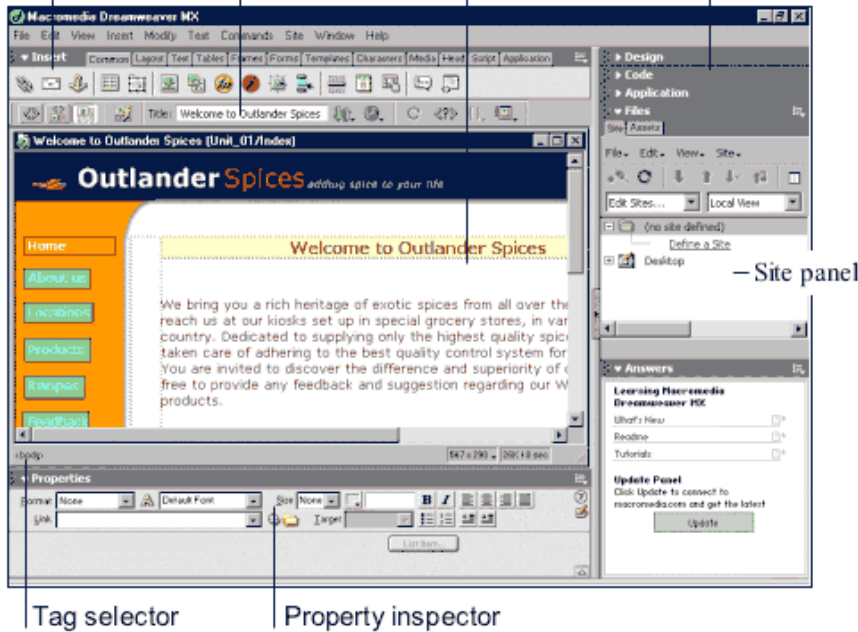 Macromedia Dreamweaver MX
File Edit View Insert Modify Text Commands Site Window Help
Insert Common Layout Text Tables Frames Forms Templates Characters Media Head Script Application
Title: Welcome to Outlander Spices
Welcome to Outlander Spices (Unit_01/Index)
Outlander Spices adding spice to your life
Home
About us
Locations
Products
Recipes
Feedback
Welcome to Outlander Spices
We bring you a rich heritage of exotic spices from all over the
reach us at our kiosks set up in special grocery stores, in var
country. Dedicated to supplying only the highest quality spic
taken care of adhering to the best quality control system for
You are invited to discover the difference and superiority of
free to provide any feedback and suggestion regarding our W
products.
<body>
547 x 290
Properties
Format None Default Font Size None B I
Link Target
List Item...
Design
Code
Application
Files
Site Assets
File Edit View Site
Edit Sites... Local View
(no site defined)
Define a Site
Desktop
Site panel
Answers
Learning Macromedia
Dreamweaver MX
What's New
Readme
Tutorials
Update Panel
Click Update to connect to
macromedia.com and get the latest
Update
Tag selector
Property inspector